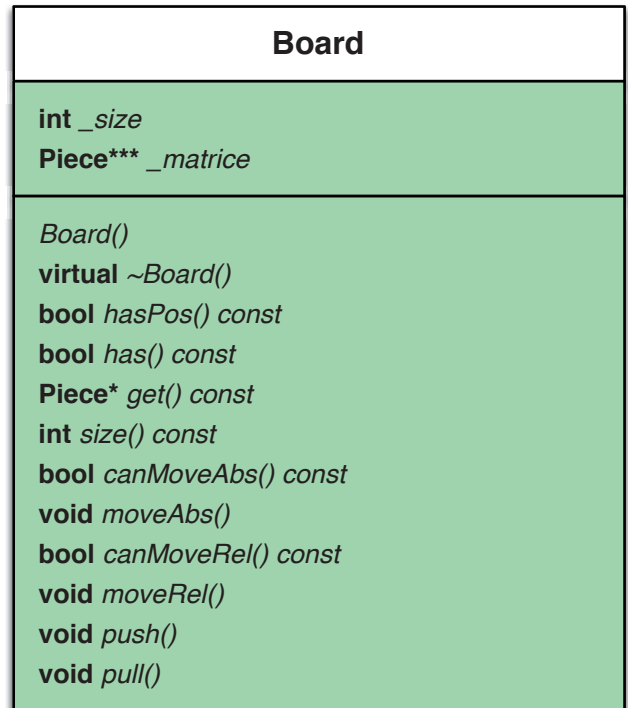 Board
int _size
Piece*** _matrice
Board()
virtual ~Board()
bool hasPos() const
bool has() const
Piece* get() const
int size() const
bool canMoveAbs() const
void moveAbs()
bool canMoveRel() const
void moveRel()
void push()
void pull()